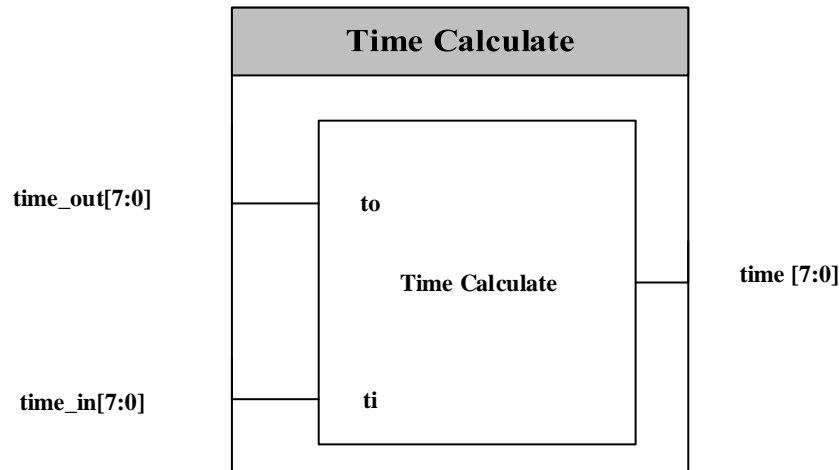 Time Calculate
time_out[7:0]
to
Time Calculate
time [7:0]
time_in[7:0]
ti